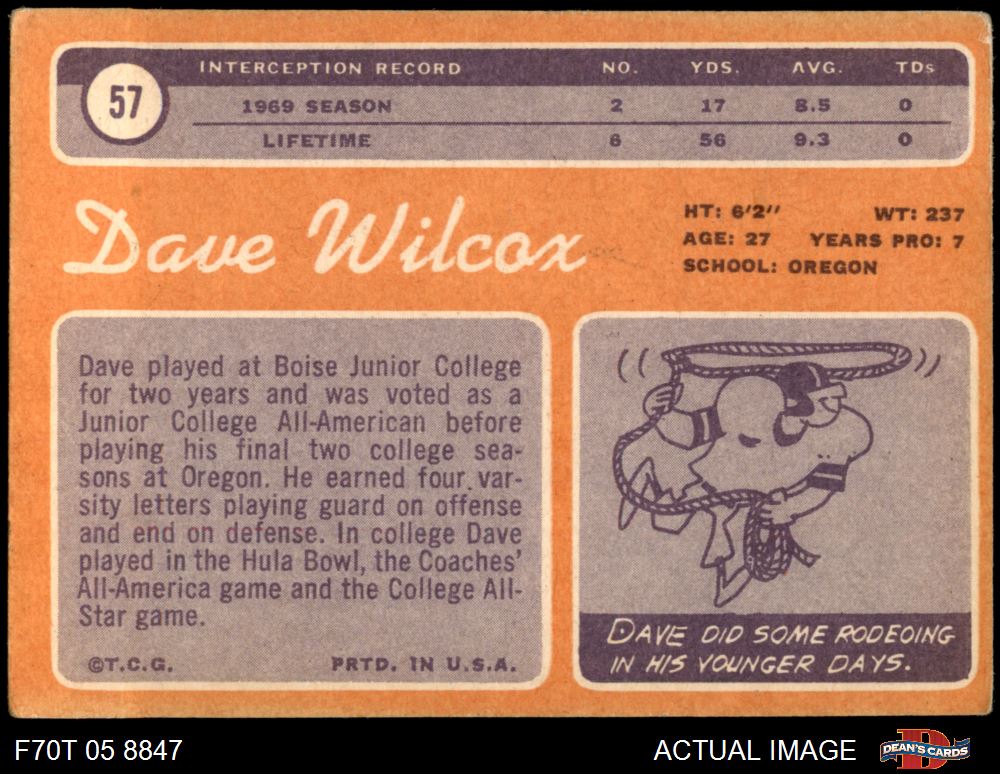 57
INTERCEPTION RECORD NO. YDS. AVG. TDs
1969 SEASON 2 17 8.5 0
LIFETIME 6 56 9.3 0
Dave Wilcox
HT: 6'2" WT: 237
AGE: 27 YEARS PRO: 7
SCHOOL: OREGON
Dave played at Boise Junior College
for two years and was voted as a
Junior College All-American before
playing his final two college sea-
sons at Oregon. He earned four var-
sity letters playing guard on offense
and end on defense. In college Dave
played in the Hula Bowl, the Coaches'
All-America game and the College All-
Star game.
©T.C.G. PRTD. IN U.S.A.
DAVE DID SOME RODEOING
IN HIS YOUNGER DAYS.
F70T 05 8847
ACTUAL IMAGE
DEAN'S CARDS